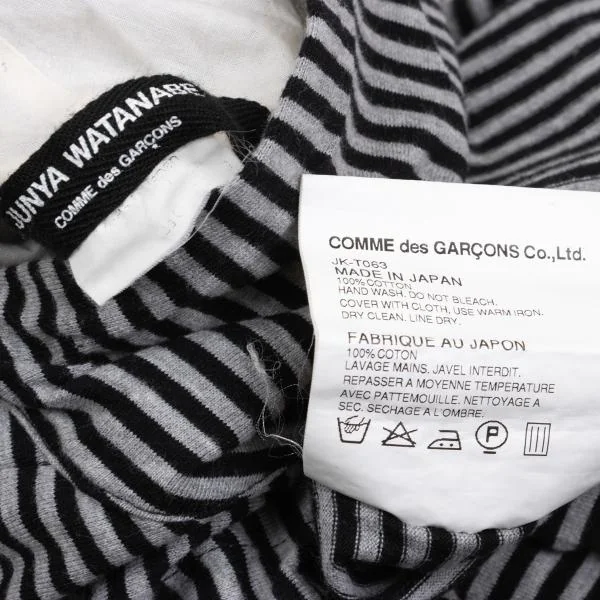 JUNYA WATANABE
COMME des GARÇONS
COMME des GARÇONS Co.,Ltd.
JK-T063
MADE IN JAPAN
100% COTTON
HAND WASH. DO NOT BLEACH.
COVER WITH CLOTH, USE WARM IRON.
DRY CLEAN. LINE DRY.
FABRIQUE AU JAPON
100% COTON
LAVAGE MAINS. JAVEL INTERDIT.
REPASSER A MOYENNE TEMPERATURE
AVEC PATTEMOUILLE. NETTOYAGE A
SEC. SECHAGE A L'OMBRE.
P